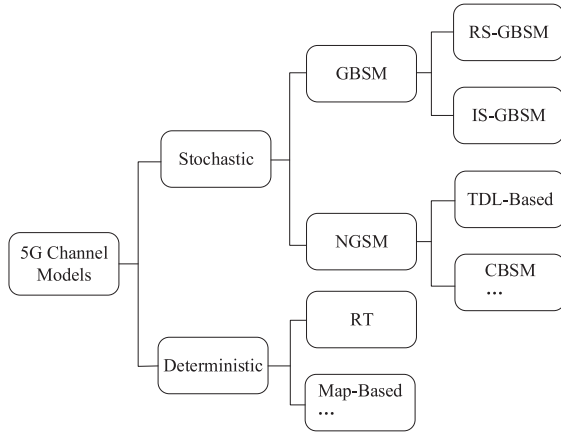 RS-GBSM
GBSM
IS-GBSM
Stochastic
TDL-Based
NGSM
5G Channel
Models
CBSM
...
RT
Deterministic
Map-Based
...